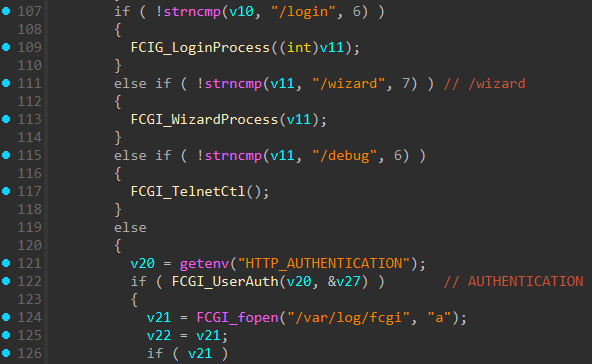 107 if ( !strncmp(v10, "/login", 6) )
108 {
109 FCIG_LoginProcess((int)v11);
110 }
111 else if ( !strncmp(v11, "/wizard", 7) ) // /wizard
112 {
113 FCGI_WizardProcess(v11);
114 }
115 else if ( !strncmp(v11, "/debug", 6) )
116 {
117 FCGI_TelnetCtl();
118 }
119 else
120 {
121 v20 = getenv("HTTP_AUTHENTICATION");
122 if ( FCGI_UserAuth(v20, &v27) ) // AUTHENTICATION
123 {
124 v21 = FCGI_fopen("/var/log/fcgi", "a");
125 v22 = v21;
126 if ( v21 )